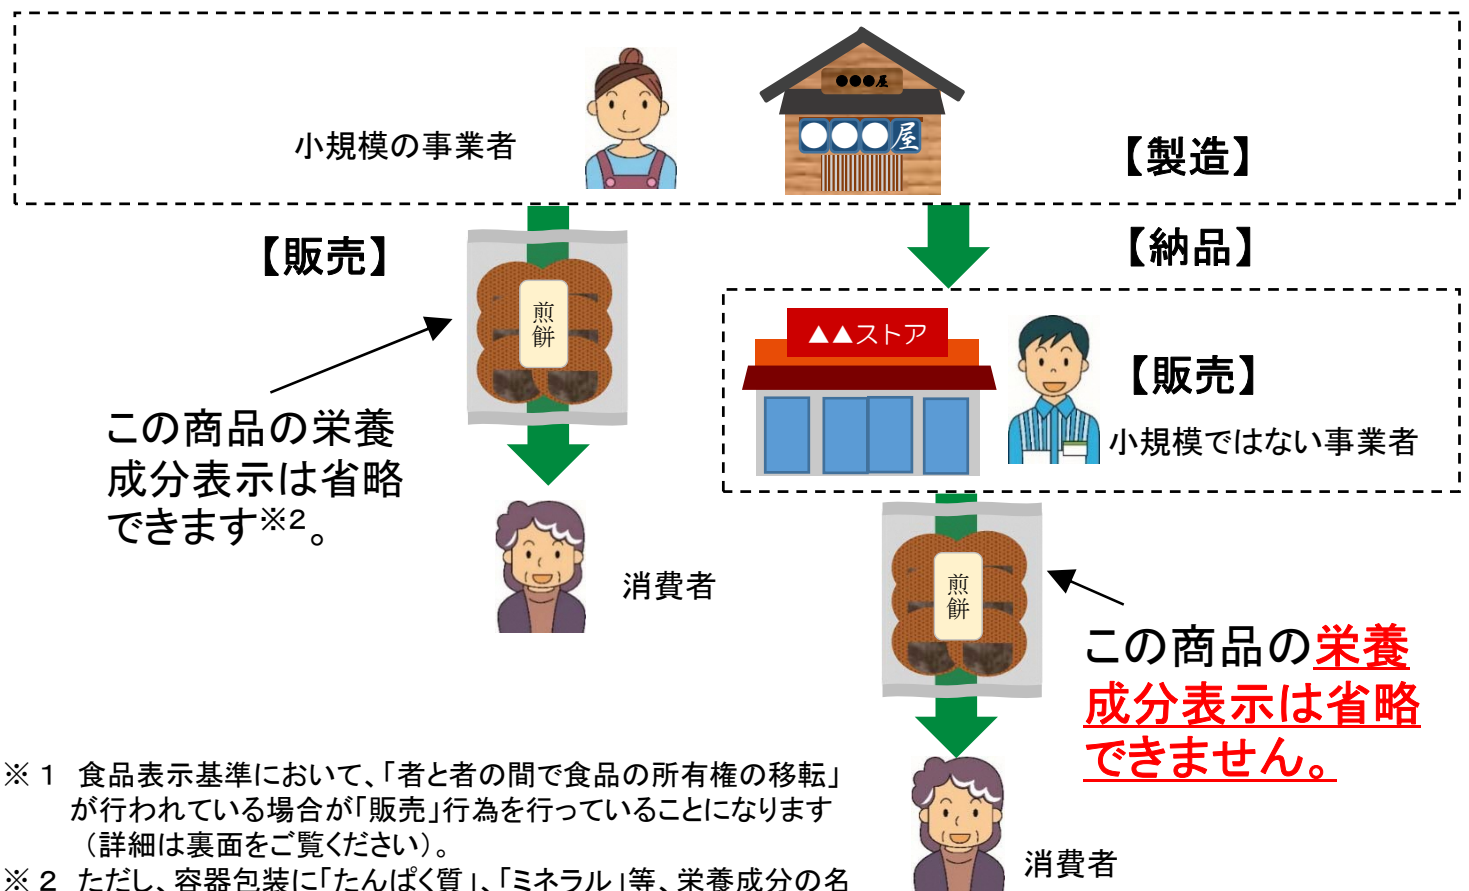 小規模の事業者
●●●屋
●●●屋
【製造】
【販売】
【納品】
煎餅
▲▲ストア
【販売】
小規模ではない事業者
この商品の栄養
成分表示は省略
できます※2。
消費者
煎餅
この商品の栄養
成分表示は省略
できません。
※1 食品表示基準において、「者と者の間で食品の所有権の移転」
が行われている場合が「販売」行為を行っていることになります
(詳細は裏面をご覧ください)。
消費者
※2 ただし、容器包装に「たんぱく質」、「ミネラル」等、栄養成分の名